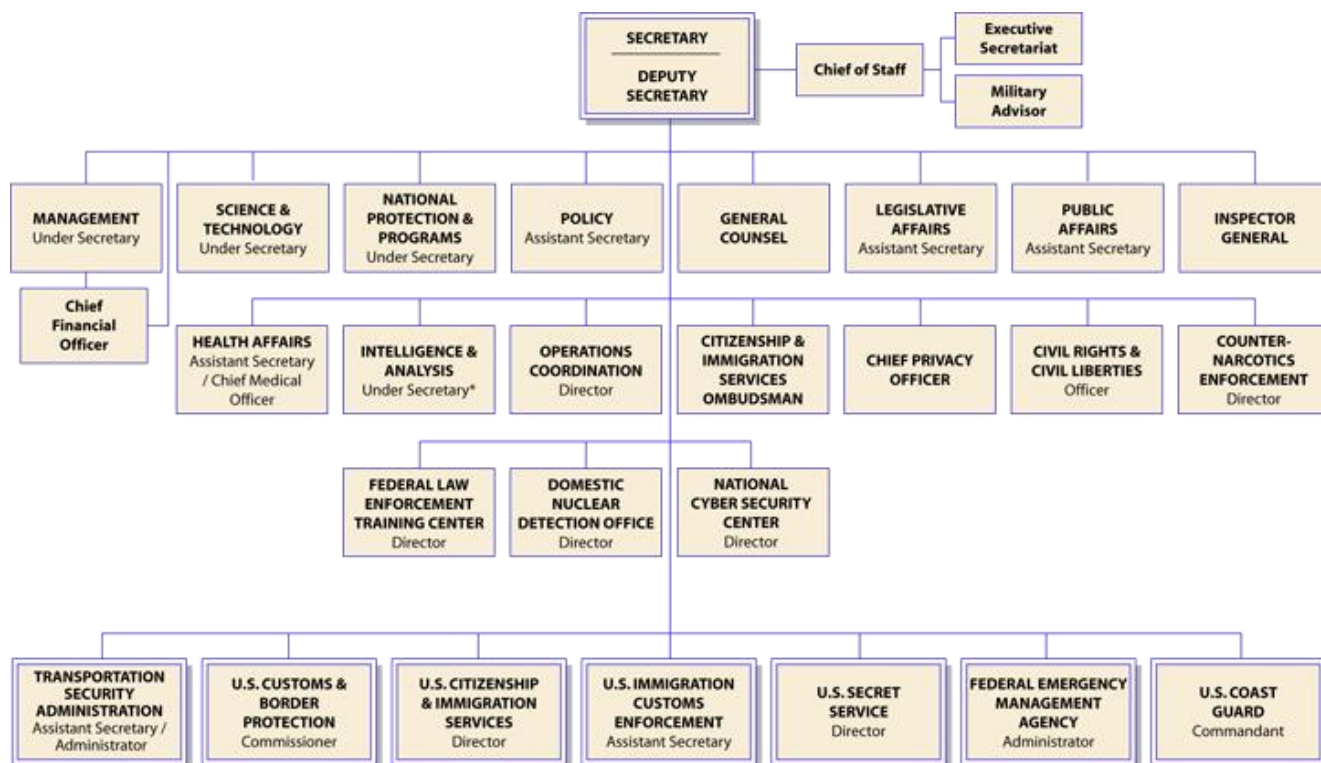 SECRETARY
DEPUTY
SECRETARY
Chief of Staff
Executive
Secretariat
Military
Advisor
MANAGEMENT
Under Secretary
SCIENCE &
TECHNOLOGY
Under Secretary
NATIONAL
PROTECTION &
PROGRAMS
Under Secretary
POLICY
Assistant Secretary
GENERAL
COUNSEL
LEGISLATIVE
AFFAIRS
Assistant Secretary
PUBLIC
AFFAIRS
Assistant Secretary
INSPECTOR
GENERAL
Chief
Financial
Officer
HEALTH AFFAIRS
Assistant Secretary
/ Chief Medical
Officer
INTELLIGENCE &
ANALYSIS
Under Secretary*
OPERATIONS
COORDINATION
Director
CITIZENSHIP &
IMMIGRATION
SERVICES
OMBUDSMAN
CHIEF PRIVACY
OFFICER
CIVIL RIGHTS &
CIVIL LIBERTIES
Officer
COUNTER-
NARCOTICS
ENFORCEMENT
Director
FEDERAL LAW
ENFORCEMENT
TRAINING CENTER
Director
DOMESTIC
NUCLEAR
DETECTION OFFICE
Director
NATIONAL
CYBER SECURITY
CENTER
Director
TRANSPORTATION
SECURITY
ADMINISTRATION
Assistant Secretary /
Administrator
U.S. CUSTOMS &
BORDER
PROTECTION
Commissioner
U.S. CITIZENSHIP
& IMMIGRATION
SERVICES
Director
U.S. IMMIGRATION
CUSTOMS
ENFORCEMENT
Assistant Secretary
U.S. SECRET
SERVICE
Director
FEDERAL EMERGENCY
MANAGEMENT
AGENCY
Administrator
U.S. COAST
GUARD
Commandant